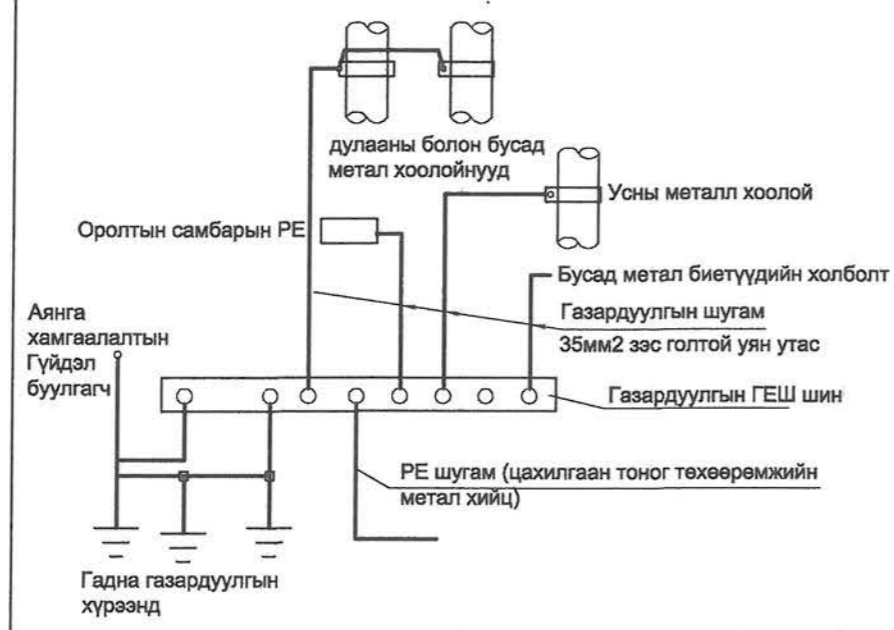 дулааны болон бусад
метал хоолойнууд
Усны металл хоолой
Оролтын самбарын PE
Бусад метал биетүүдийн холболт
Газардуулгын шугам
35мм2 зэс голтой уян утас
Аянга
хамгаалалтын
Гүйдэл
буулгагч
Газардуулгын ГЕШ шин
PE шугам (цахилгаан тоног төхөөрөмжийн
метал хийц)
Гадна газардуулгын
хүрээнд